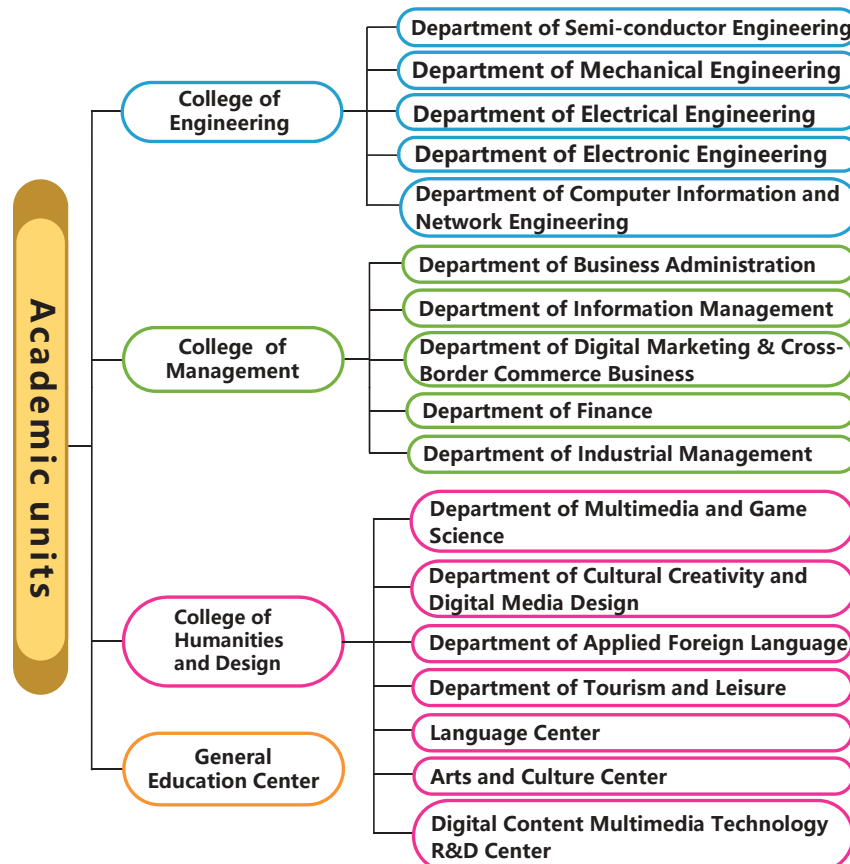 Academic units
College of
Engineering
Department of Semi-conductor Engineering
Department of Mechanical Engineering
Department of Electrical Engineering
Department of Electronic Engineering
Department of Computer Information and
Network Engineering
College of
Management
Department of Business Administration
Department of Information Management
Department of Digital Marketing & Cross-
Border Commerce Business
Department of Finance
Department of Industrial Management
College of
Humanities
and Design
Department of Multimedia and Game
Science
Department of Cultural Creativity and
Digital Media Design
Department of Applied Foreign Language
Department of Tourism and Leisure
Language Center
Arts and Culture Center
Digital Content Multimedia Technology
R&D Center
General
Education Center